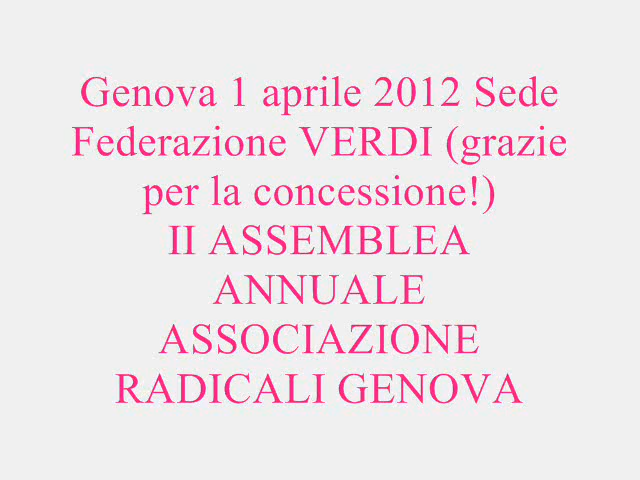 Genova 1 aprile 2012 Sede
Federazione VERDI (grazie
per la concessione!)
II ASSEMBLEA
ANNUALE
ASSOCIAZIONE
RADICALI GENOVA